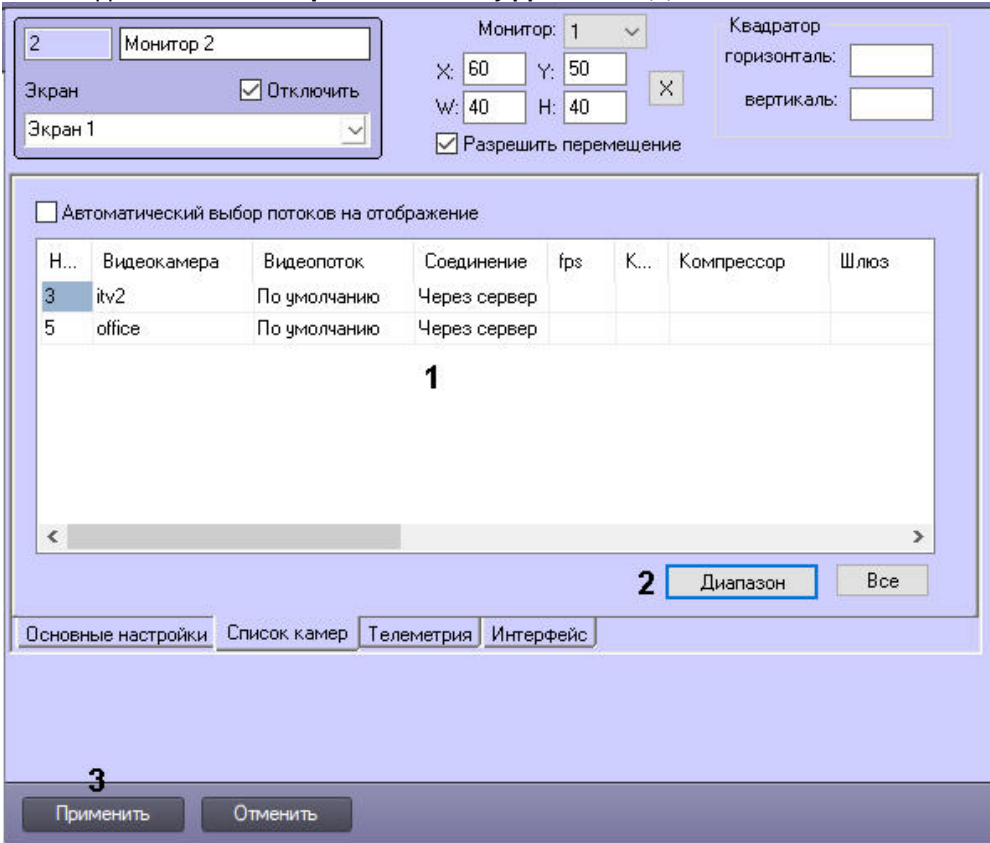 2 Монитор 2
Экран Отключить
Экран 1
Монитор: 1
X: 60 Y: 50
W: 40 H: 40
X
Разрешить перемещение
Квадратор
горизонталь:
вертикаль:
Автоматический выбор потоков на отображение
Н... Видеокамера Видеопоток Соединение fps К... Компрессор Шлюз
3 itv2 По умолчанию Через сервер
5 office По умолчанию Через сервер
1
2 Диапазон Все
Основные настройки Список камер Телеметрия Интерфейс
3
Применить Отменить